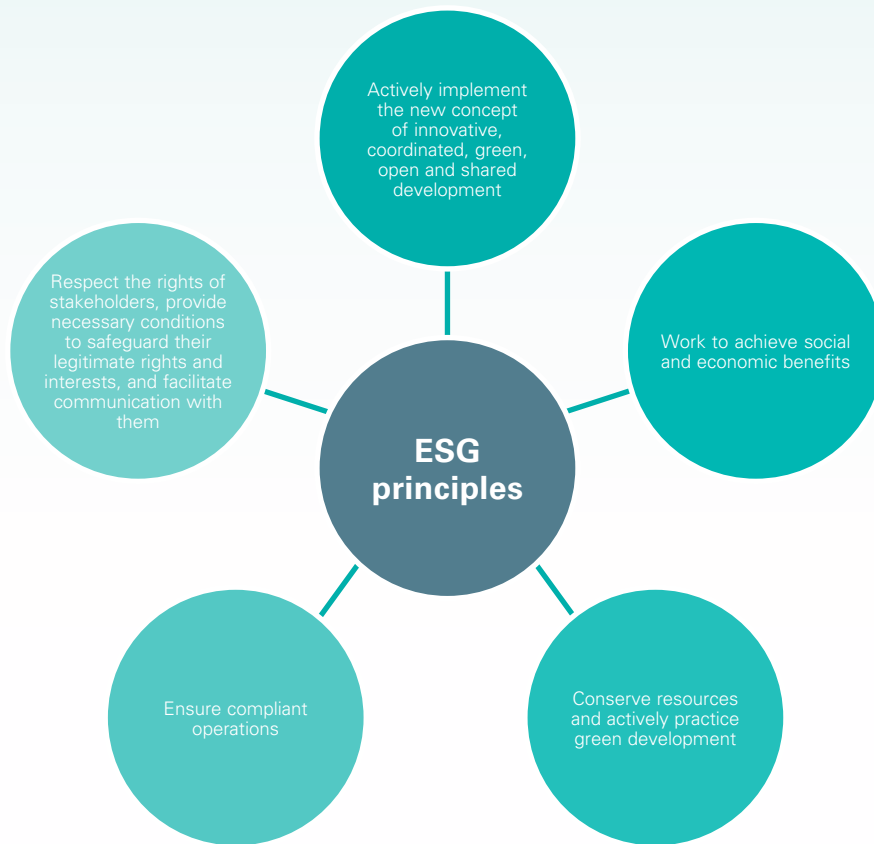 Actively implement
the new concept
of innovative,
coordinated, green,
open and shared
development
Respect the rights of
stakeholders, provide
necessary conditions
to safeguard their
legitimate rights and
interests, and facilitate
communication with
them
Work to achieve social
and economic benefits
ESG
principles
Ensure compliant
operations
Conserve resources
and actively practice
green development